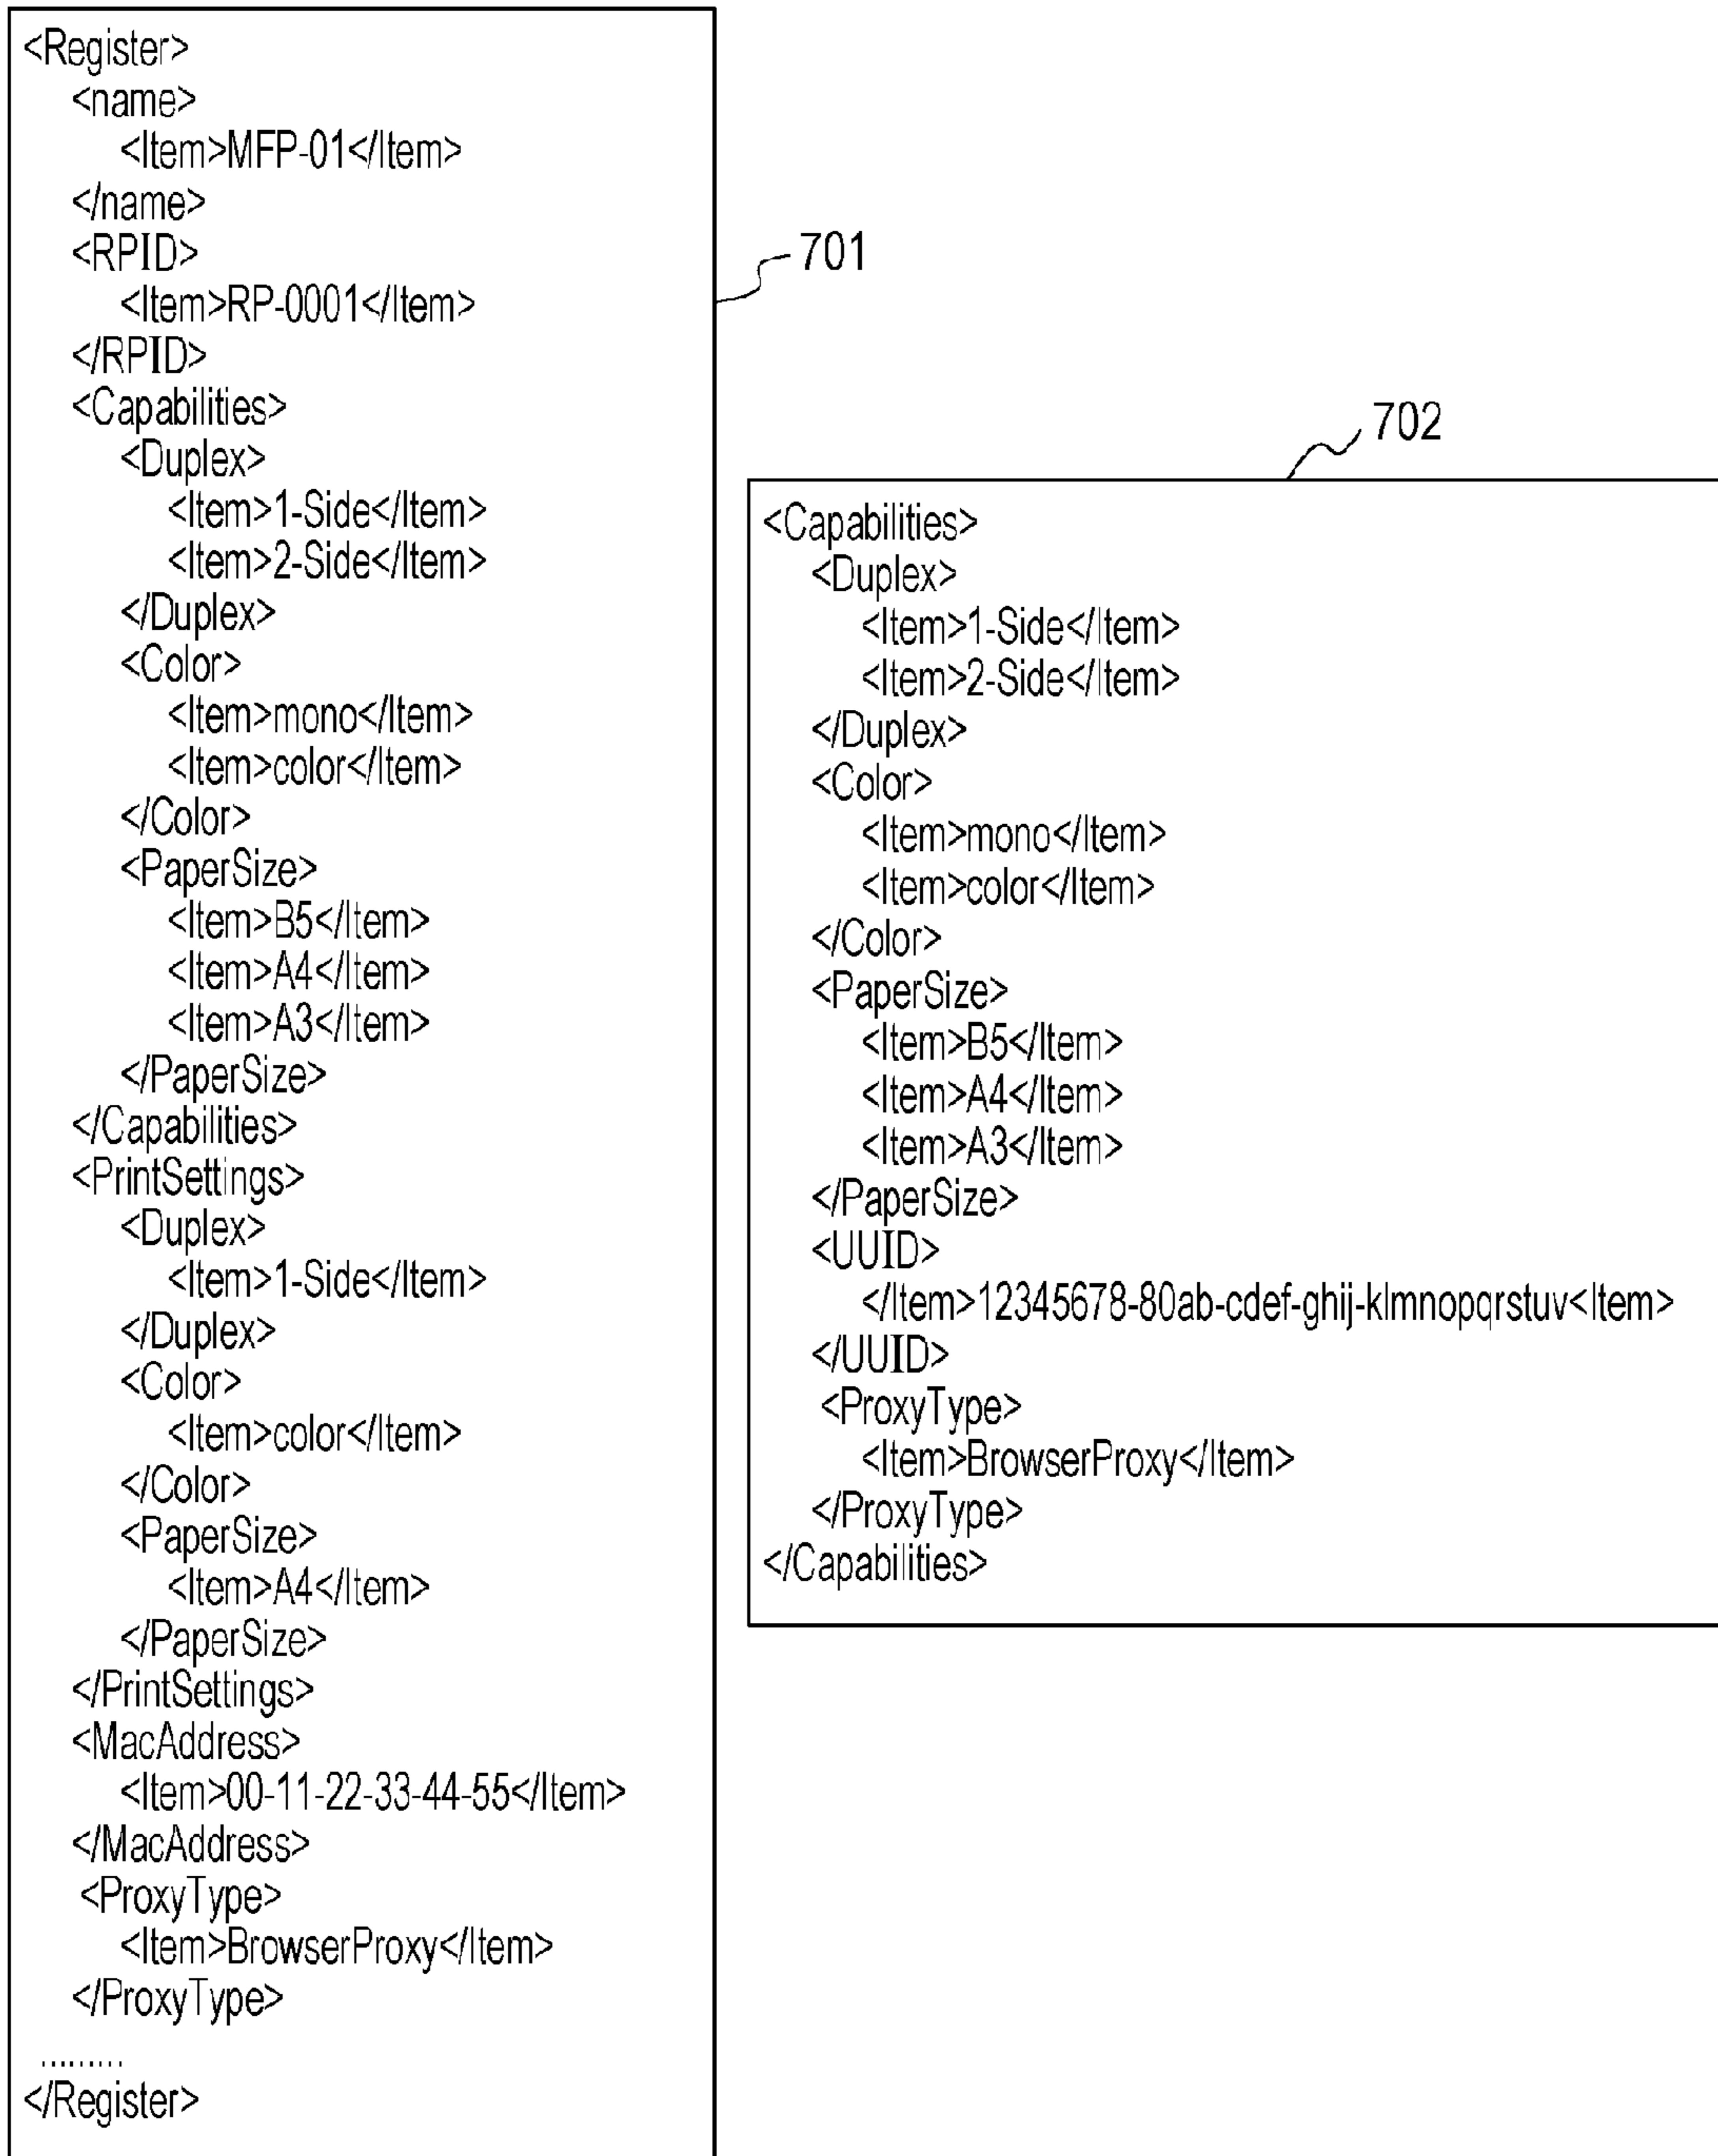 <Register>
<name>
<Item>MFP-01</Item>
</name>
<RPID>
<Item>RP-0001</Item>
</RPID>
<Capabilities>
<Duplex>
<Item>1-Side</Item>
<Item>2-Side</Item>
</Duplex>
<Color>
<Item>mono</Item>
<Item>color</Item>
</Color>
<PaperSize>
<Item>B5</Item>
<Item>A4</Item>
<Item>A3</Item>
</PaperSize>
</Capabilities>
<PrintSettings>
<Duplex>
<Item>1-Side</Item>
</Duplex>
<Color>
<Item>color</Item>
</Color>
<PaperSize>
<Item>A4</Item>
</PaperSize>
</PrintSettings>
<MacAddress>
<Item>00-11-22-33-44-55</Item>
</MacAddress>
<ProxyType>
<Item>BrowserProxy</Item>
</ProxyType>
.........
</Register>
701
702
<Capabilities>
<Duplex>
<Item>1-Side</Item>
<Item>2-Side</Item>
</Duplex>
<Color>
<Item>mono</Item>
<Item>color</Item>
</Color>
<PaperSize>
<Item>B5</Item>
<Item>A4</Item>
<Item>A3</Item>
</PaperSize>
<UUID>
</Item>12345678-80ab-cdef-ghij-klmnopqrstuv<Item>
</UUID>
<ProxyType>
<Item>BrowserProxy</Item>
</ProxyType>
</Capabilities>